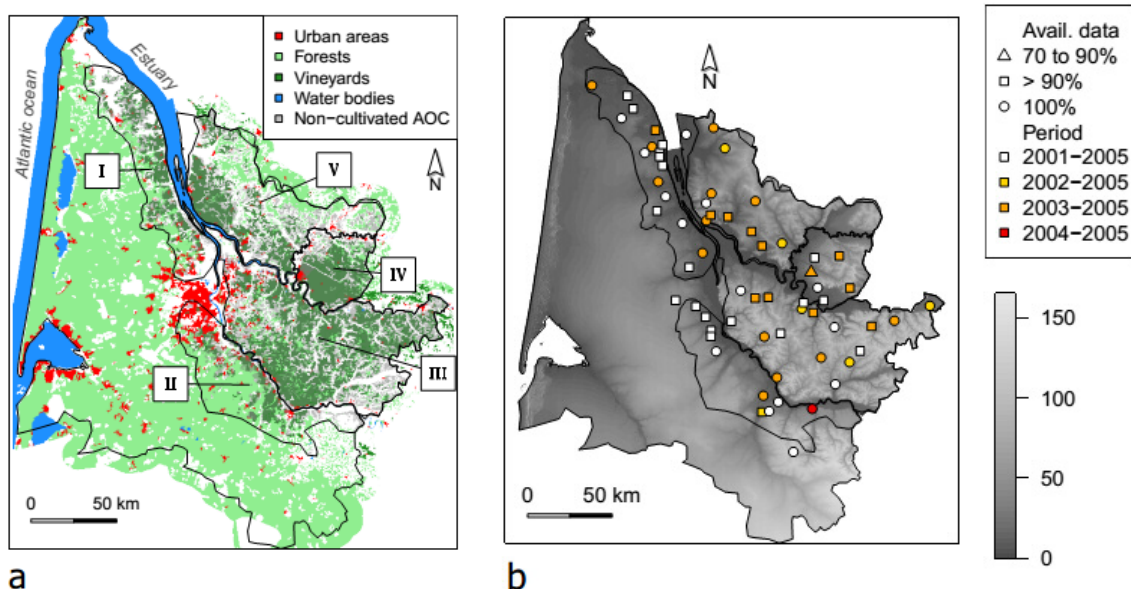 Urban areas
Forests
Vineyards
Water bodies
Non-cultivated AOC
Atlantic ocean
Estuary
N
I
V
IV
III
II
0 50 km
a
N
0 50 km
b
Avail. data
70 to 90%
> 90%
100%
Period
2001-2005
2002-2005
2003-2005
2004-2005
150
100
50
0